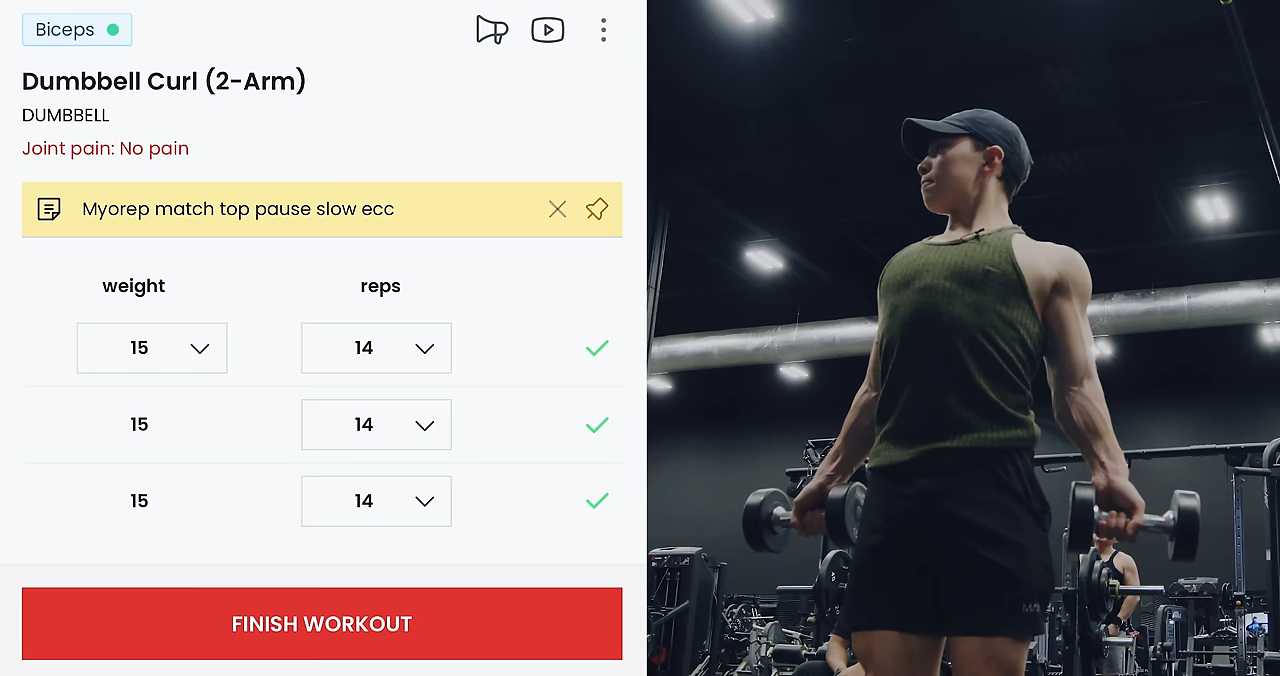 Biceps
Dumbbell Curl (2-Arm)
DUMBBELL
Joint pain: No pain
Myorep match top pause slow ecc
weight reps
15 14
15 14
15 14
FINISH WORKOUT